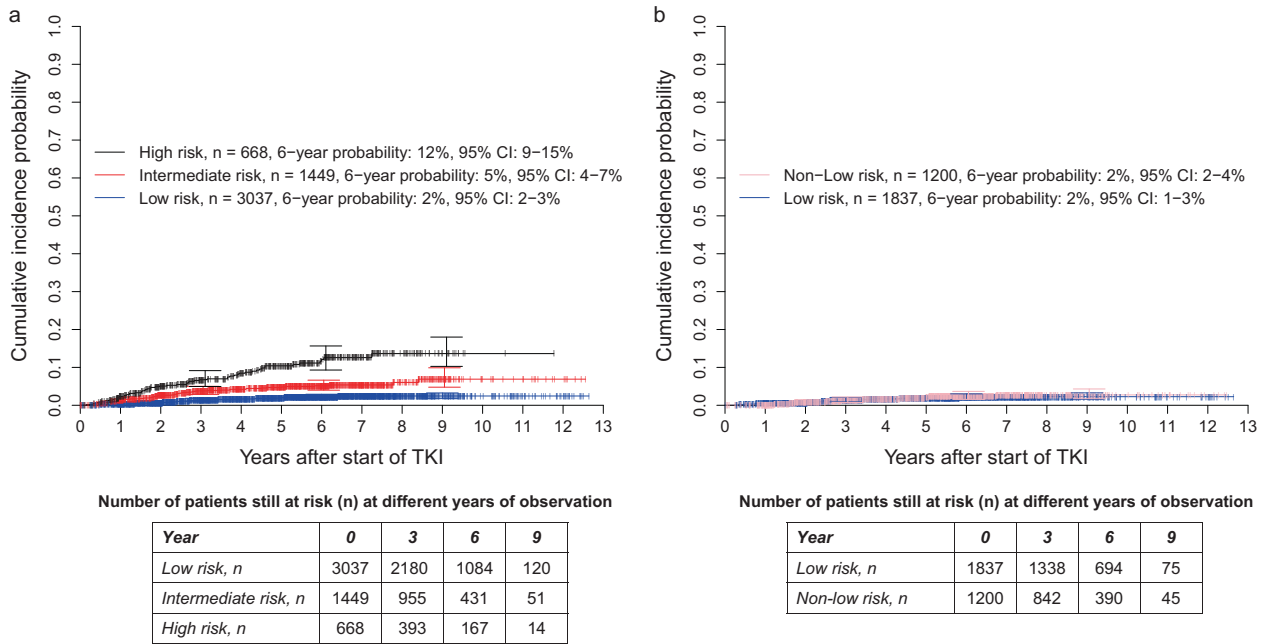 a
Cumulative incidence probability
1.0
0.9
0.8
0.7
0.6
0.5
0.4
0.3
0.2
0.1
0.0
High risk, n = 668, 6−year probability: 12%, 95% CI: 9−15%
Intermediate risk, n = 1449, 6−year probability: 5%, 95% CI: 4−7%
Low risk, n = 3037, 6−year probability: 2%, 95% CI: 2−3%
0 1 2 3 4 5 6 7 8 9 10 11 12 13
Years after start of TKI
Number of patients still at risk (n) at different years of observation
Year 0 3 6 9
Low risk, n 3037 2180 1084 120
Intermediate risk, n 1449 955 431 51
High risk, n 668 393 167 14
b
Cumulative incidence probability
1.0
0.9
0.8
0.7
0.6
0.5
0.4
0.3
0.2
0.1
0.0
Non−Low risk, n = 1200, 6−year probability: 2%, 95% CI: 2−4%
Low risk, n = 1837, 6−year probability: 2%, 95% CI: 1−3%
0 1 2 3 4 5 6 7 8 9 10 11 12 13
Years after start of TKI
Number of patients still at risk (n) at different years of observation
Year 0 3 6 9
Low risk, n 1837 1338 694 75
Non-low risk, n 1200 842 390 45